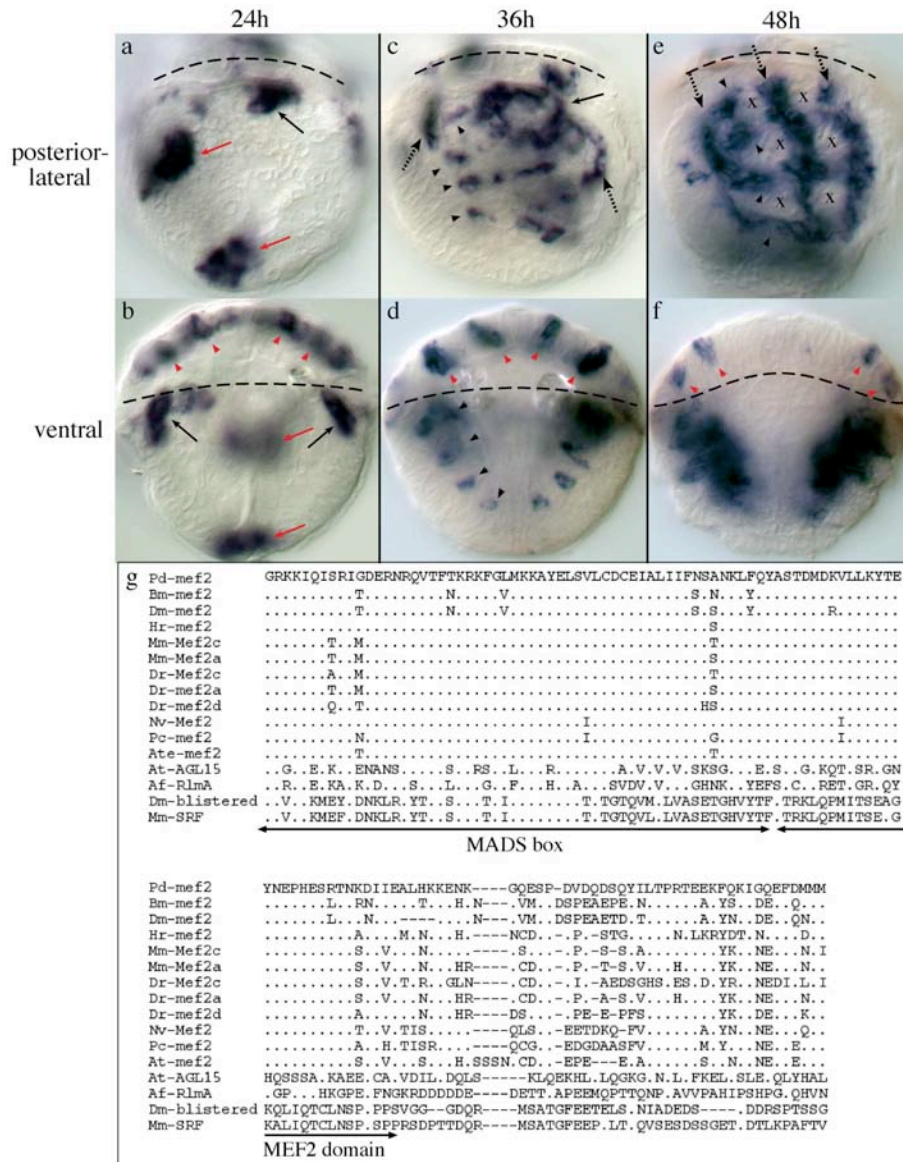 24h 36h 48h
a c e
posterior-
lateral
x x
x x
x x
b d f
ventral
g
Pd-mef2 GRKKIQISRIGDERNRQVTFTKRKFGLMKKAYELSVLCDCEIALIIFNSANKLFQYASTDMDKVLLKYTE
Bm-mef2 ..........T.........N.....V....................S.N...Y................
Dm-mef2 ..........T.........N.....V....................S.S...Y........R.......
Hr-mef2 .................................................S....................
Mm-Mef2c .......T..M......................................T....................
Mm-Mef2a .......T..M......................................S....................
Dr-Mef2c .......A..M......................................T....................
Dr-mef2a .......T..M......................................S....................
Dr-mef2d .......Q..T.....................................HS....................
Nv-Mef2 ...................................I...........................I......
Pc-mef2 ..........N........................I.............G.............I......
Ate-mef2 ..........T......................................T....................
At-AGL15 ..G..E.K..ENANS.....S..RS.L...R.......A.V.V.V.SKSG...E.S..G.KQT.SR.GN
Af-RlmA ..R..E.KA.K.D....S...L..G...HA...SVDV.V...GHNK..YEFS..C..RET.GR.QY
Dm-blistered ..V..KMEY.DNKLR.YT..S....T.I........T.TGTQVM.LVASETGHVYTF.TRKLQPMITSEAG
Mm-SRF ..V..KMEF.DNKLR.YT..S....T.I........T.TGTQVL.LVASETGHVYTF.TRKLQPMITSE.G
MADS box
Pd-mef2 YNEPHESRTNKDIIEALHKKENK----GQESP-DVDQDSQYILTPRTEEKFQKIGQEFDMMM
Bm-mef2 .......L.RN....T..H.N----.VM..DSPEAEPE.N......A.YS..DE..Q..
Dm-mef2 .......L..N....----..H..----.VM..DSPEAETD.T......A.YN..DE..QN.
Hr-mef2 ..........A...M.N..H.----NCD...-P.STG...N.LKRYDT.N...D..
Mm-Mef2c ..........S.V..N....C.----.S...-.P.-S-S.A......YK..NE..N.I
Mm-Mef2a ..........S.V..N..HR----.CD...-.P.-T-S.V...H....YK..NE..N..
Dr-Mef2c ..........S.V.T.R..GLN----.CD...-.I.-AEDSGHS.ES.D.YR..NEDI.L.I
Dr-mef2a ..........S.V..N..HR----.CD...-.P.-A-S.V...H....YK..NE..N..
Dr-mef2d ..........A....N..HR----.DS...-PE-E-PFS......YK..DE..K..
Nv-Mef2 ..........T.V.TIS....----.QLS.-EETDKQ-FV.....A.YN..NE....
Pc-mef2 ..........A.H.TISR...----.QCG..-EDGDAASFV....M.Y...NE..E..
At-mef2 ..........S.V..S..H.SSSN.CD..-EPE---E.A......S.N..NE..E..
At-AGL15 HQSSSA.KAEE.CA.VDIL.DQLS----KLQEKHL.LQGKG.N.L.FKEL.SLE.QLYHAL
Af-RlmA .GP..HKGPE.FNGKRDDDDDE--DETTAPEEMQPTTQNP.AVVPAHIPSHPG.QHVN
Dm-blistered KQLIQTCLNSP.PPSVGG--GDQR---MSATGFEETELS.NIADEDS----DDRSPTSSG
Mm-SRF KALIQTCLNSP.SPPRSDPTTDQR---MSATGFEEP.LT.QVSESDSSGET.DTLKPAFTV
MEF2 domain